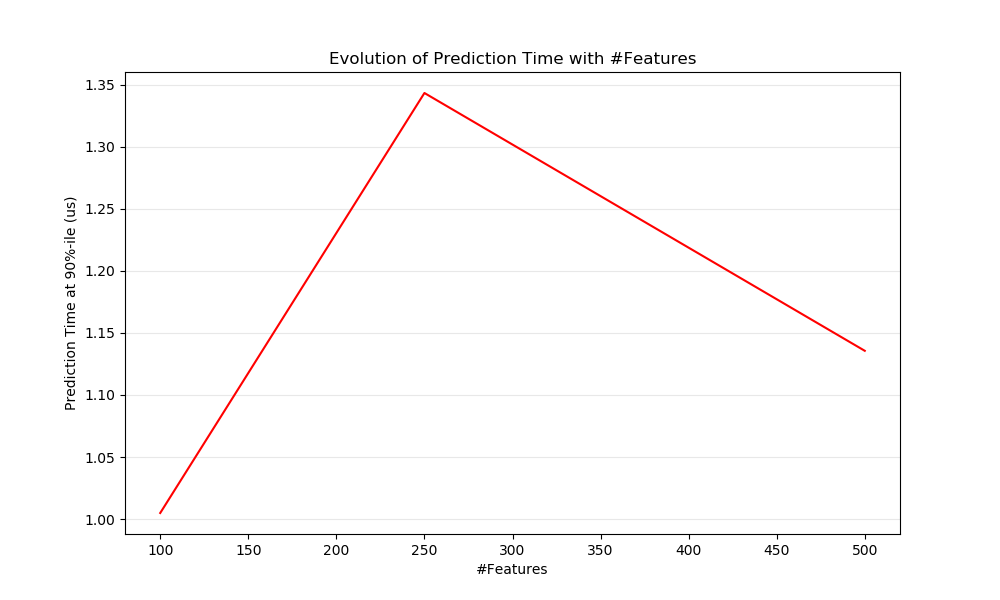 Evolution of Prediction Time with #Features
Prediction Time at 90%-ile (us)
1.35
1.30
1.25
1.20
1.15
1.10
1.05
1.00
100 150 200 250 300 350 400 450 500
#Features